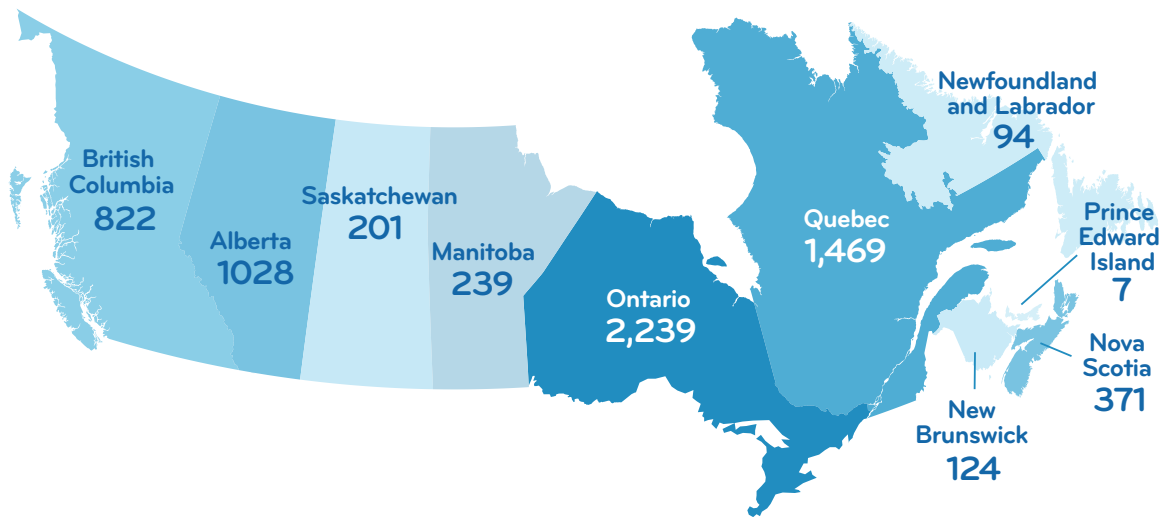 British
Columbia
822
Alberta
1028
Saskatchewan
201
Manitoba
239
Ontario
2,239
Quebec
1,469
Newfoundland
and Labrador
94
Prince
Edward
Island
7
Nova
Scotia
371
New
Brunswick
124